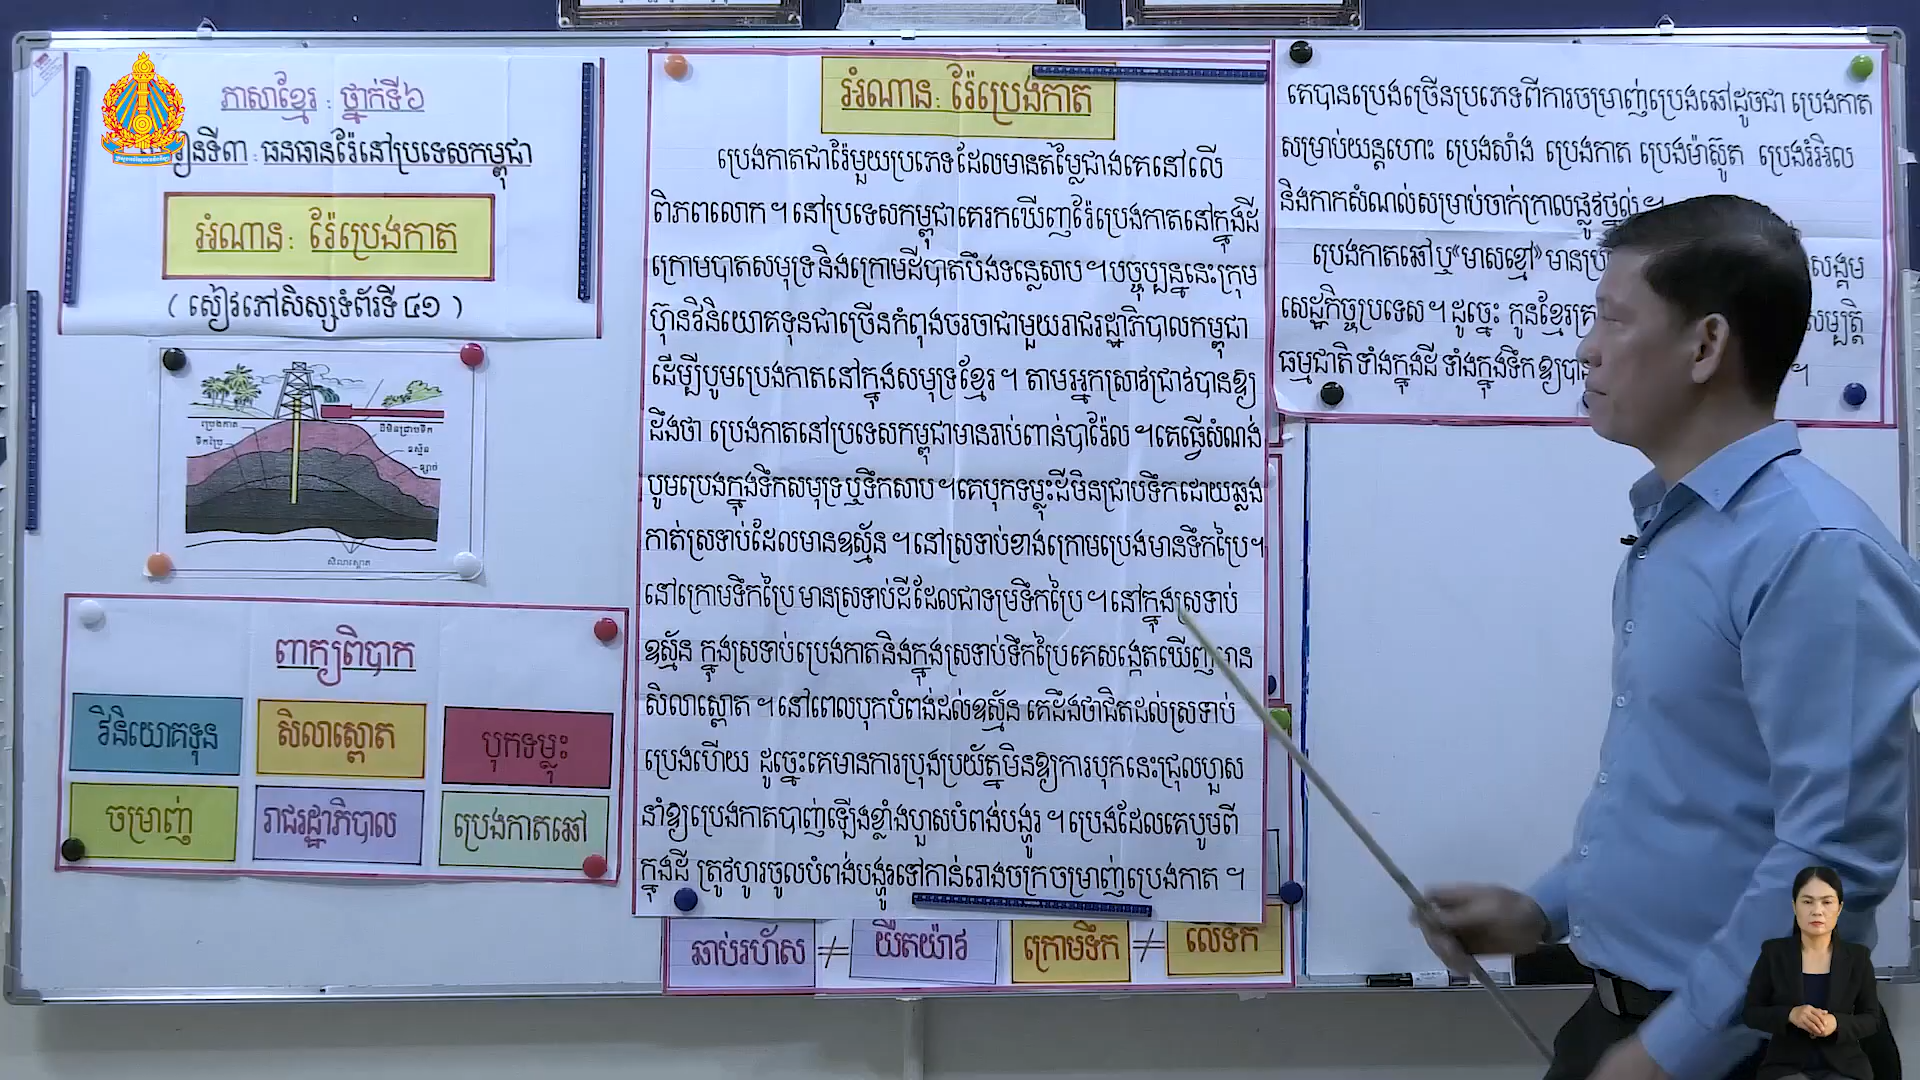 ភាសាខ្មែរ : ថ្នាក់ទី៦
រៀនទី៣ : ធនធានរ៉ែនៅប្រទេសកម្ពុជា
អំណាន : រ៉ែប្រេងកាត
( សៀវភៅសិស្សទំព័រទី ៤១ )
ប្រេងកាត
ទឹកប្រៃ
ដីមិនជ្រាបទឹក
ឧស្ម័ន
សិលាស្តោត
ពាក្យពិបាក
វិនិយោគទុន
សិលាស្ពោត
បុកទម្លុះ
ចម្រាញ់
រាជរដ្ឋាភិបាល
ប្រេងកាតឆៅ
អំណាន : រ៉ែប្រេងកាត
ប្រេងកាតជារ៉ែមួយប្រភេទដែលមានតម្លៃជាងគេនៅលើ
ពិភពលោក ។ នៅប្រទេសកម្ពុជាគេរកឃើញរ៉ែប្រេងកាតនៅក្នុងដី
ក្រោមបាតសមុទ្រ និងក្រោមដីបាតបឹងទន្លេសាប ។ បច្ចុប្បន្ននេះក្រុម
ហ៊ុនវិនិយោគទុនជាច្រើនកំពុងចរចាជាមួយរាជរដ្ឋាភិបាលកម្ពុជា
ដើម្បីបូមប្រេងកាតនៅក្នុងសមុទ្រខ្មែរ ។ តាមអ្នកស្រាវជ្រាវបានឱ្យ
ដឹងថា ប្រេងកាតនៅប្រទេសកម្ពុជាមានរាប់ពាន់បារ៉ែល ។ គេធ្វើសំណង់
បូមប្រេងក្នុងទឹកសមុទ្រ ឬទឹកសាប ។ គេបុកទម្លុះដីមិនជ្រាបទឹកដោយឆ្លង
កាត់ស្រទាប់ដែលមានឧស្ម័ន ។ នៅស្រទាប់ខាងក្រោមប្រេងមានទឹកប្រៃ។
នៅក្រោមទឹកប្រៃ មានស្រទាប់ដីដែលជាទម្រទឹកប្រៃ ។ នៅក្នុងស្រទាប់
ឧស្ម័ន ក្នុងស្រទាប់ប្រេងកាតនិងក្នុងស្រទាប់ទឹកប្រៃគេសង្កេតឃើញមាន
សិលាស្ពោត ។ នៅពេលបុកបំពង់ដល់ឧស្ម័ន គេដឹងថាជិតដល់ស្រទាប់
ប្រេងហើយ ដូច្នេះគេមានការប្រុងប្រយ័ត្នមិនឱ្យការបុកនេះជ្រុលហួស
នាំឱ្យប្រេងកាតបាញ់ឡើងខ្លាំងហួសបំពង់បង្ហូរ ។ ប្រេងដែលគេបូមពី
ក្នុងដី ត្រូវហូរចូលបំពង់បង្ហូរទៅកាន់រោងចក្រចម្រាញ់ប្រេងកាត ។
ឆាប់រហ័ស ≠ យឺតយ៉ាវ
ក្រោមទឹក ≠ លើទឹក
គេបានប្រេងច្រើនប្រភេទពីការចម្រាញ់ប្រេងឆៅដូចជា ប្រេងកាត
សម្រាប់យន្តហោះ ប្រេងសាំង ប្រេងកាត ប្រេងម៉ាស៊ូត ប្រេងរំអិល
និងកាកសំណល់សម្រាប់ចាក់ក្រាលផ្លូវថ្នល់ ។
ប្រេងកាតឆៅ ឬ«មាសខ្មៅ» មាន សង្គម
សេដ្ឋកិច្ចប្រទេស ។ ដូច្នេះ កូនខ្មែរ សម្បត្តិ
ធម្មជាតិ ទាំងក្នុងដី ទាំងក្នុងទឹក ឱ្យបាន ។